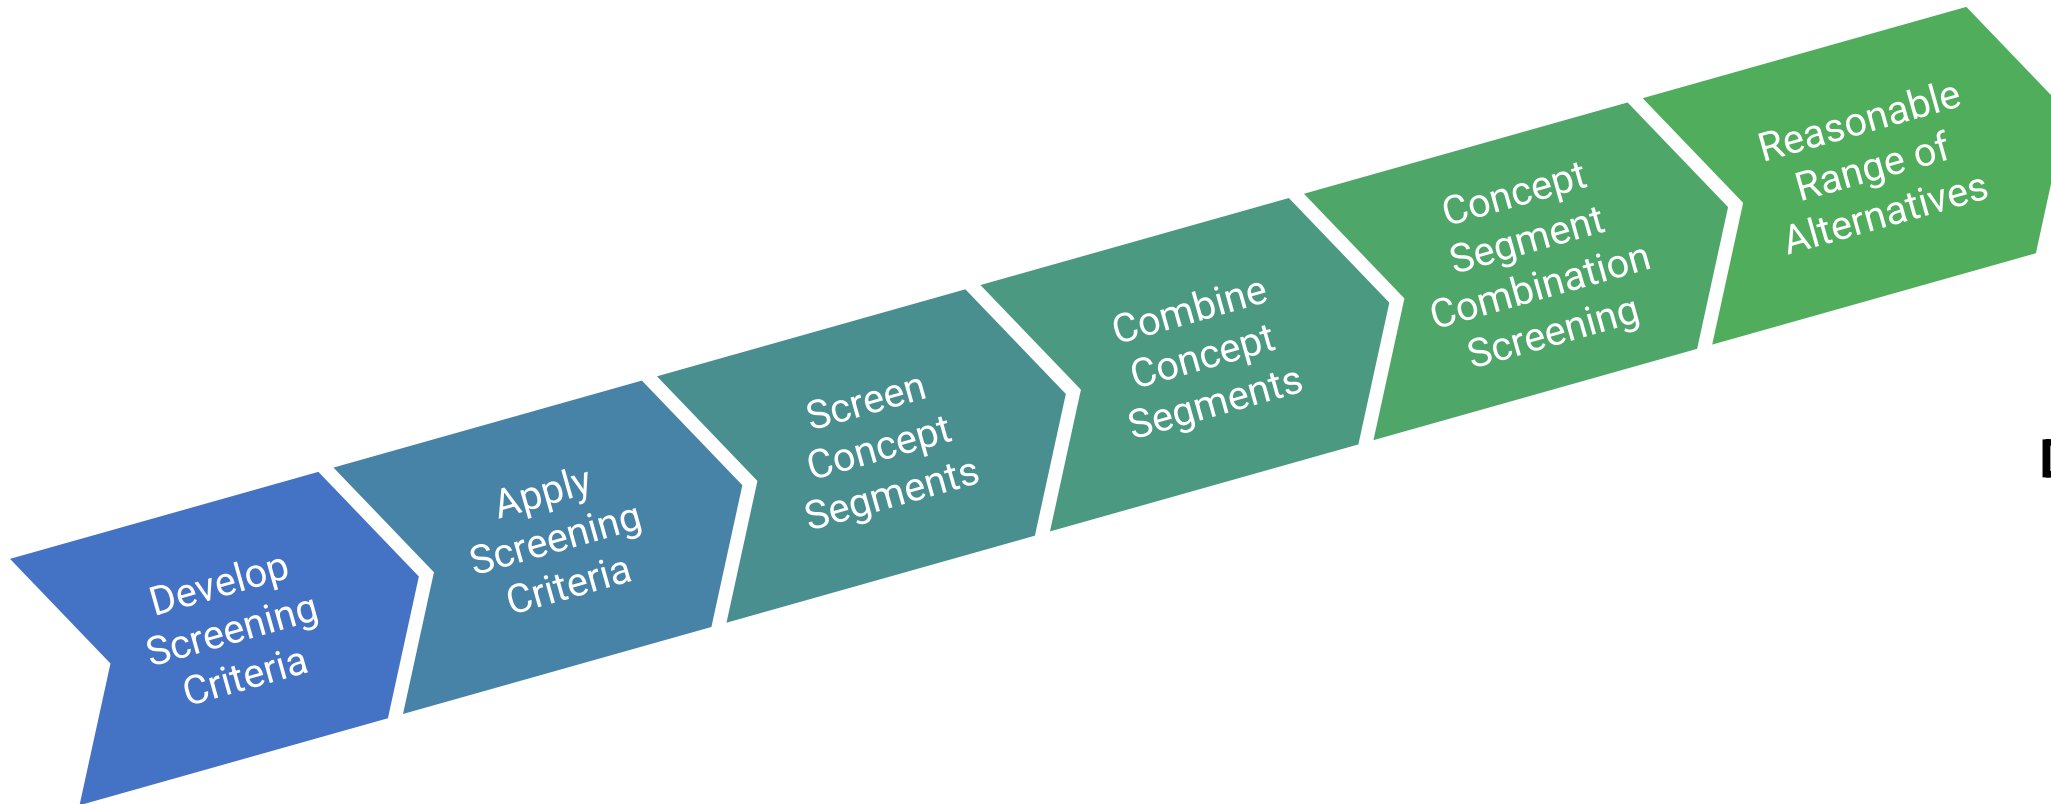 Develop
Screening
Criteria
Apply
Screening
Criteria
Screen
Concept
Segments
Combine
Concept
Segments
Concept
Segment
Combination
Screening
Reasonable
Range of
Alternatives